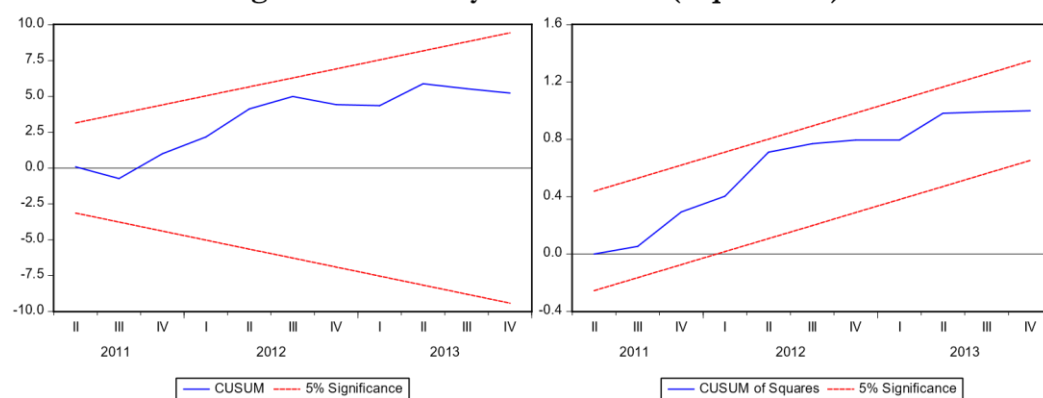 10.0
7.5
5.0
2.5
0.0
-2.5
-5.0
-7.5
-10.0
II III IV I II III IV I II III IV
2011 2012 2013
CUSUM 5% Significance
1.6
1.2
0.8
0.4
0.0
-0.4
II III IV I II III IV I II III IV
2011 2012 2013
CUSUM of Squares 5% Significance